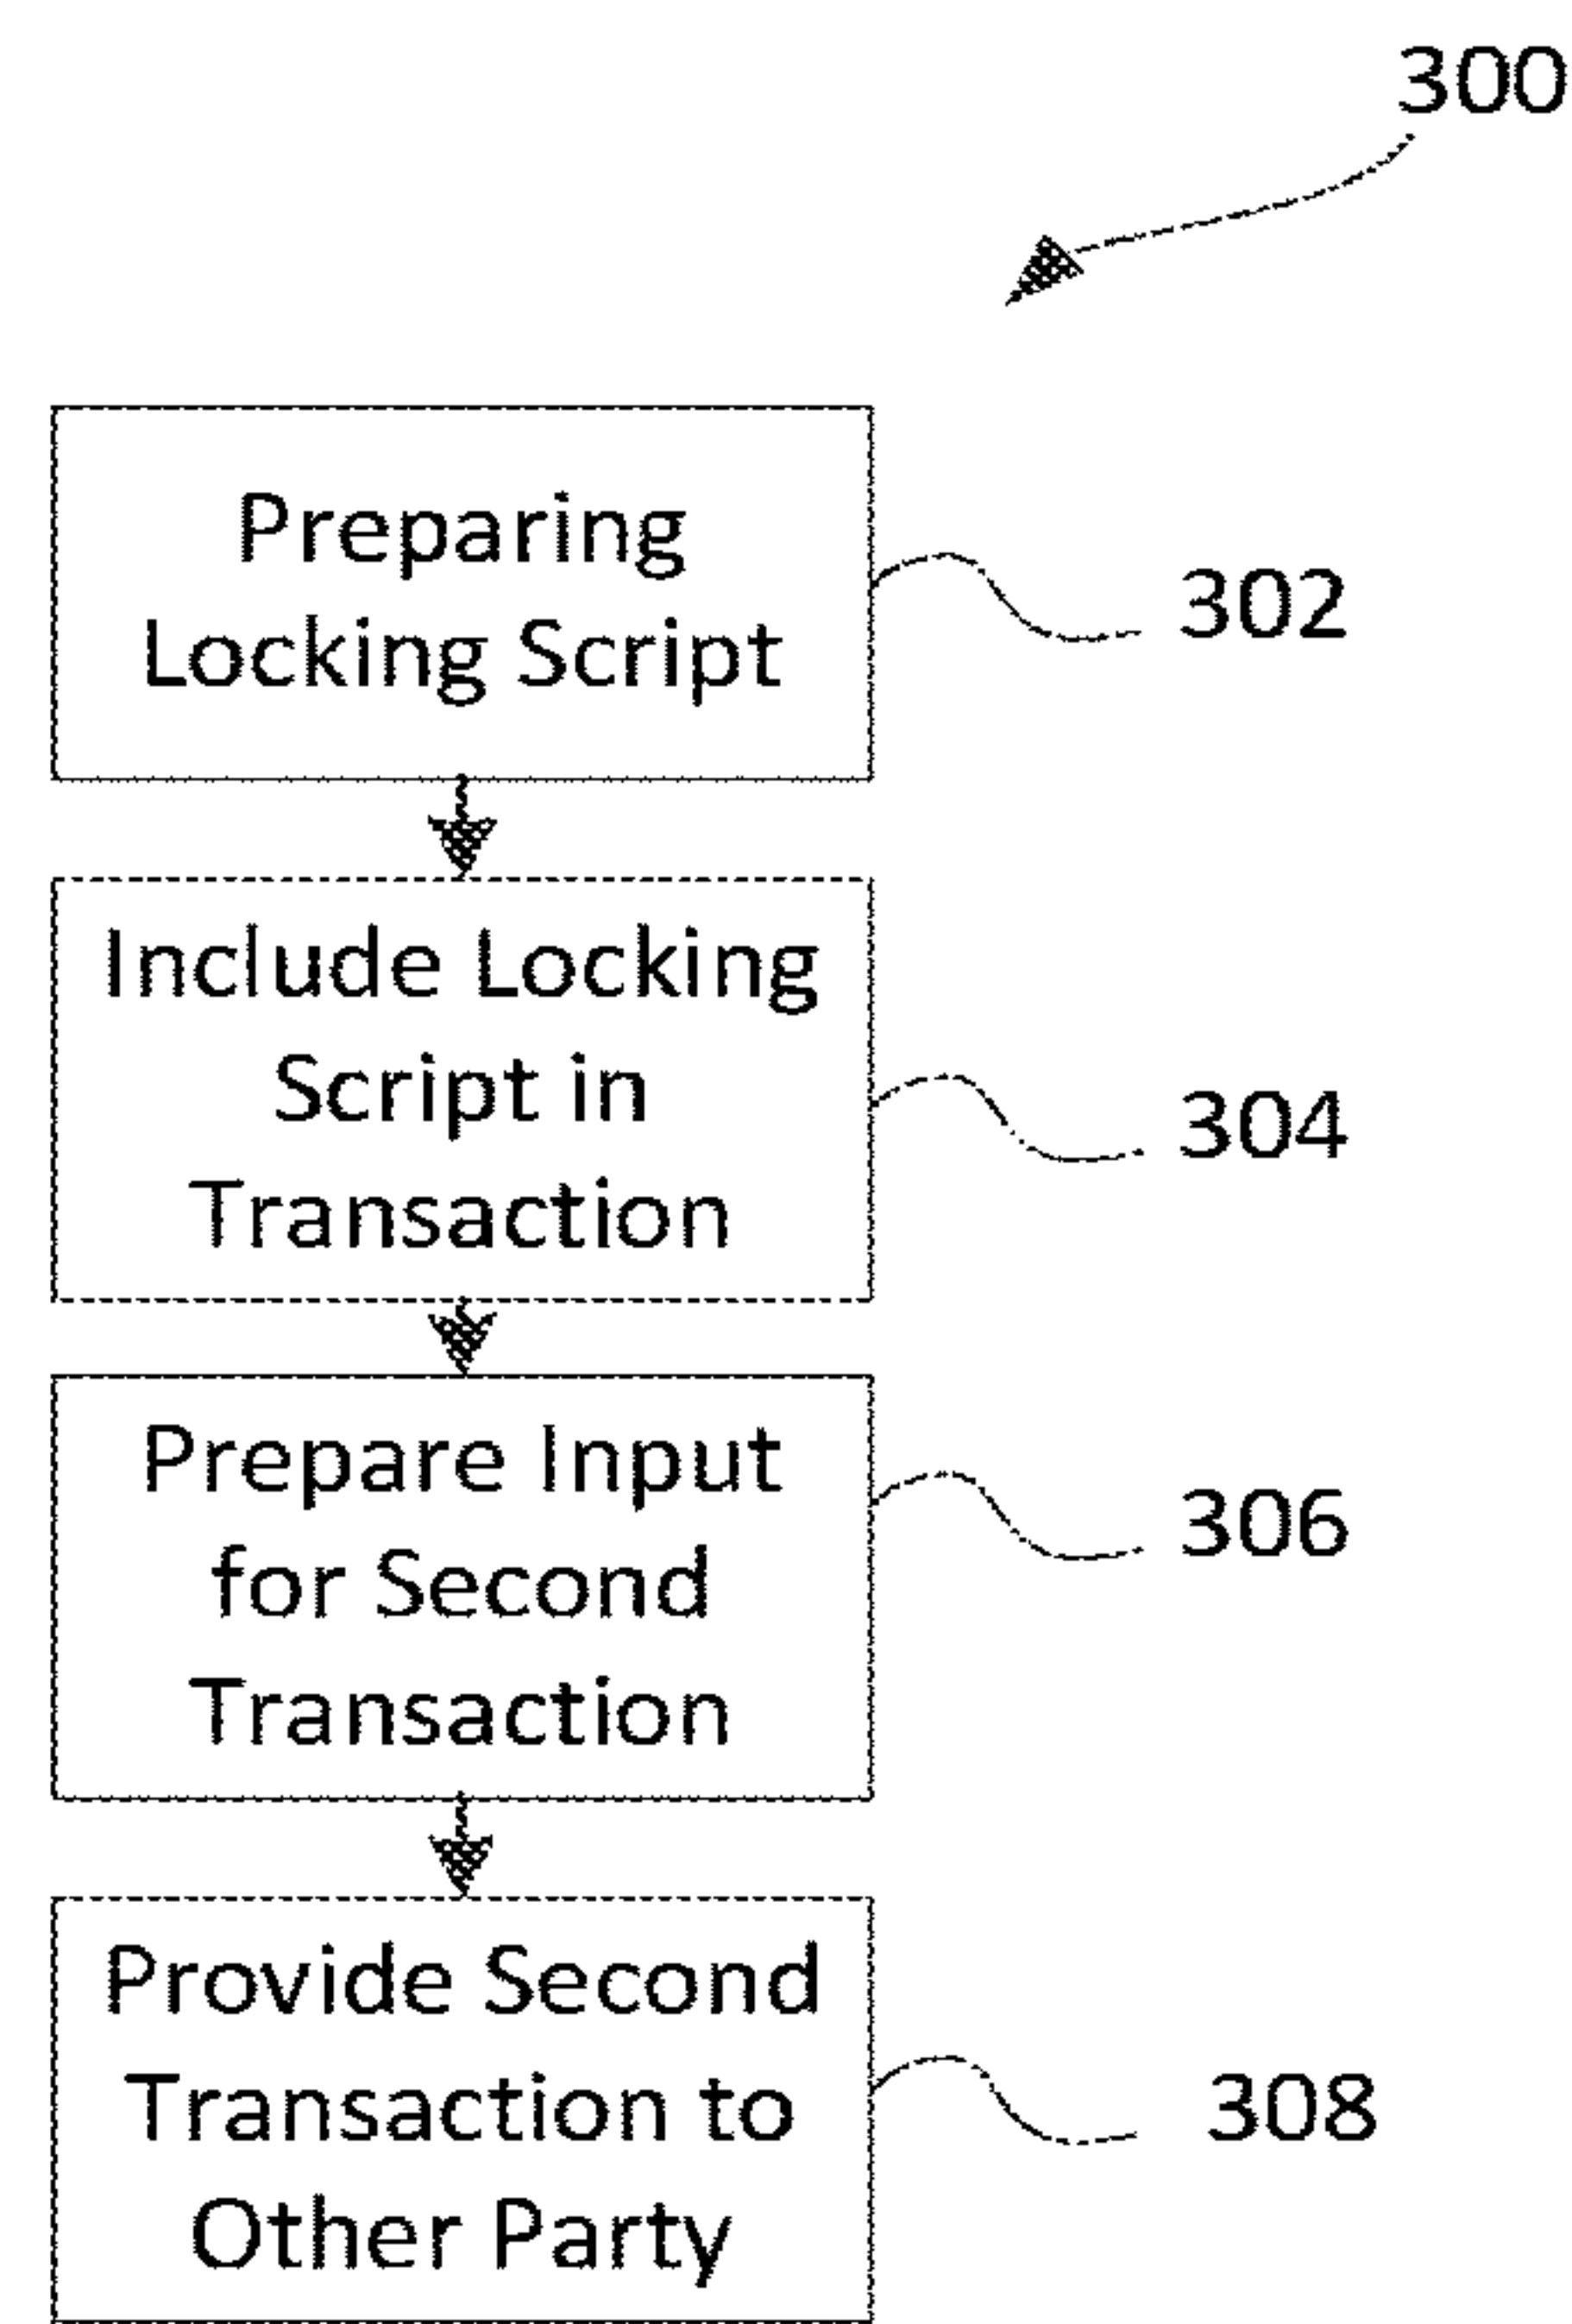 300
Preparing
Locking Script
302
Include Locking
Script in
Transaction
304
Prepare Input
for Second
Transaction
306
Provide Second
Transaction to
Other Party
308